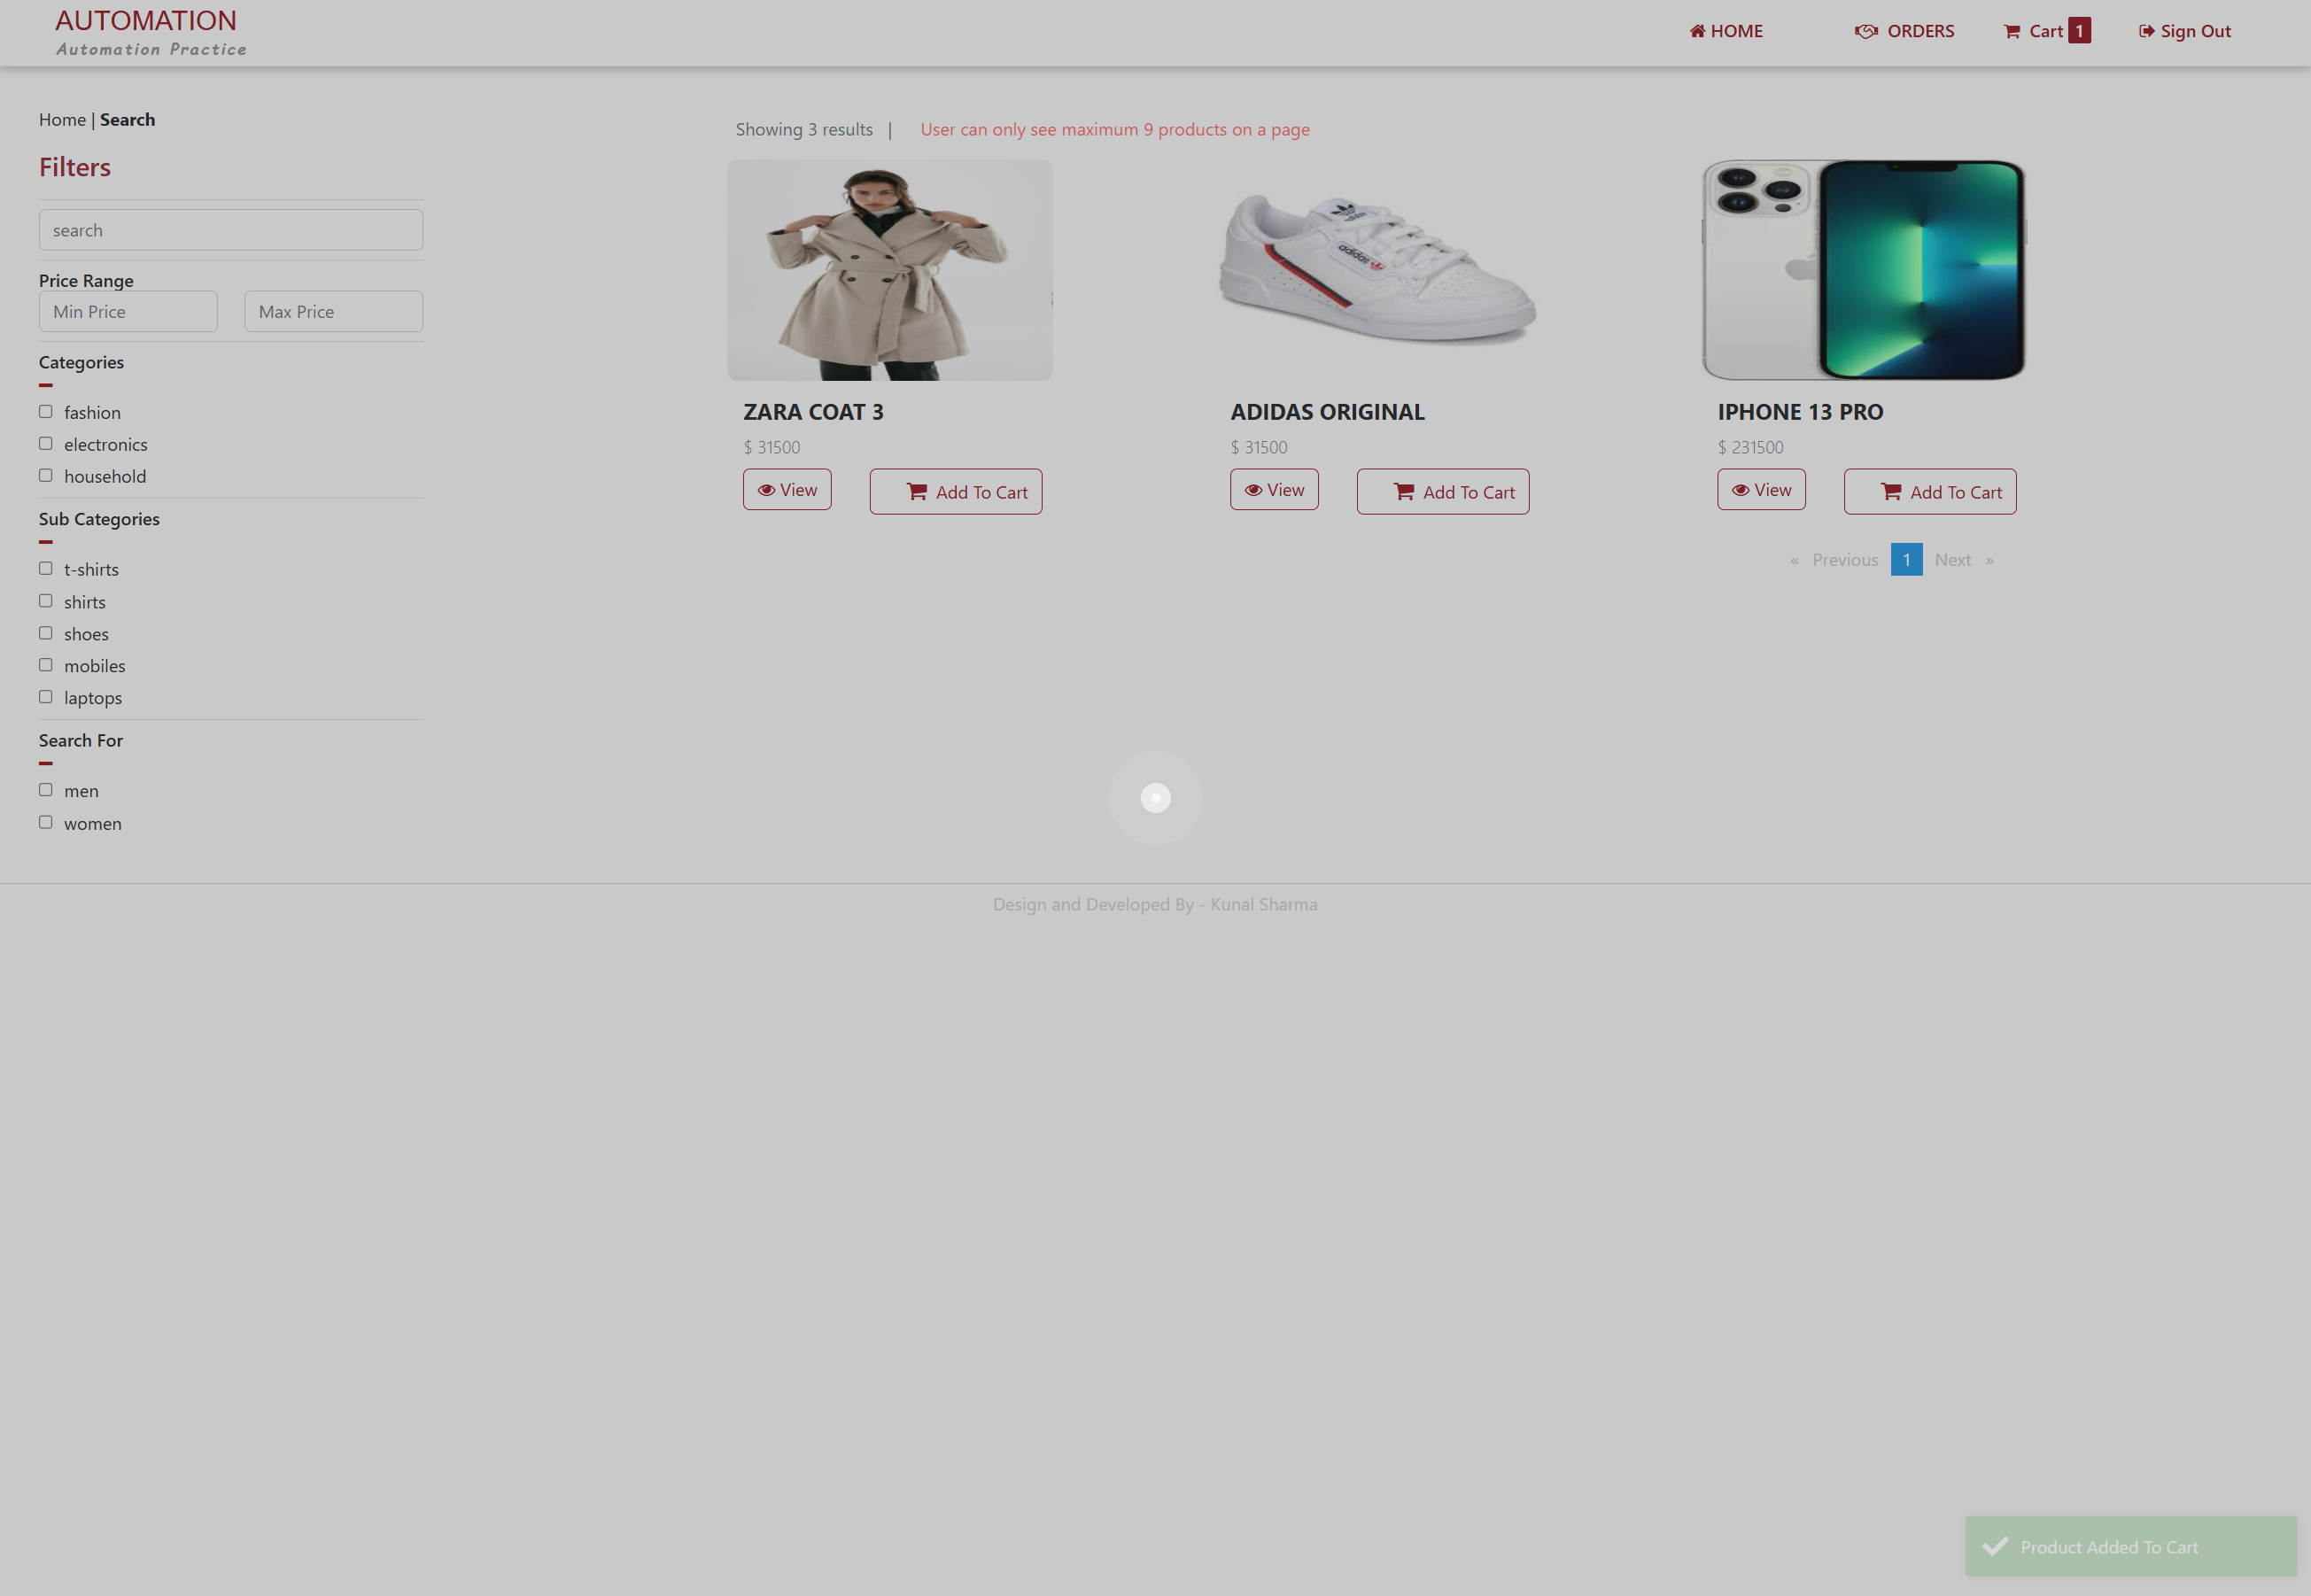 AUTOMATION
Automation Practice
HOME
ORDERS
Cart 1
Sign Out
Home | Search
Filters
search
Price Range
Min Price
Max Price
Categories
fashion
electronics
household
Sub Categories
t-shirts
shirts
shoes
mobiles
laptops
Search For
men
women
Showing 3 results |
User can only see maximum 9 products on a page
adidas
ZARA COAT 3
$ 31500
View
Add To Cart
ADIDAS ORIGINAL
$ 31500
View
Add To Cart
IPHONE 13 PRO
$ 231500
View
Add To Cart
« Previous 1 Next »
Design and Developed By - Kunal Sharma
Product Added To Cart